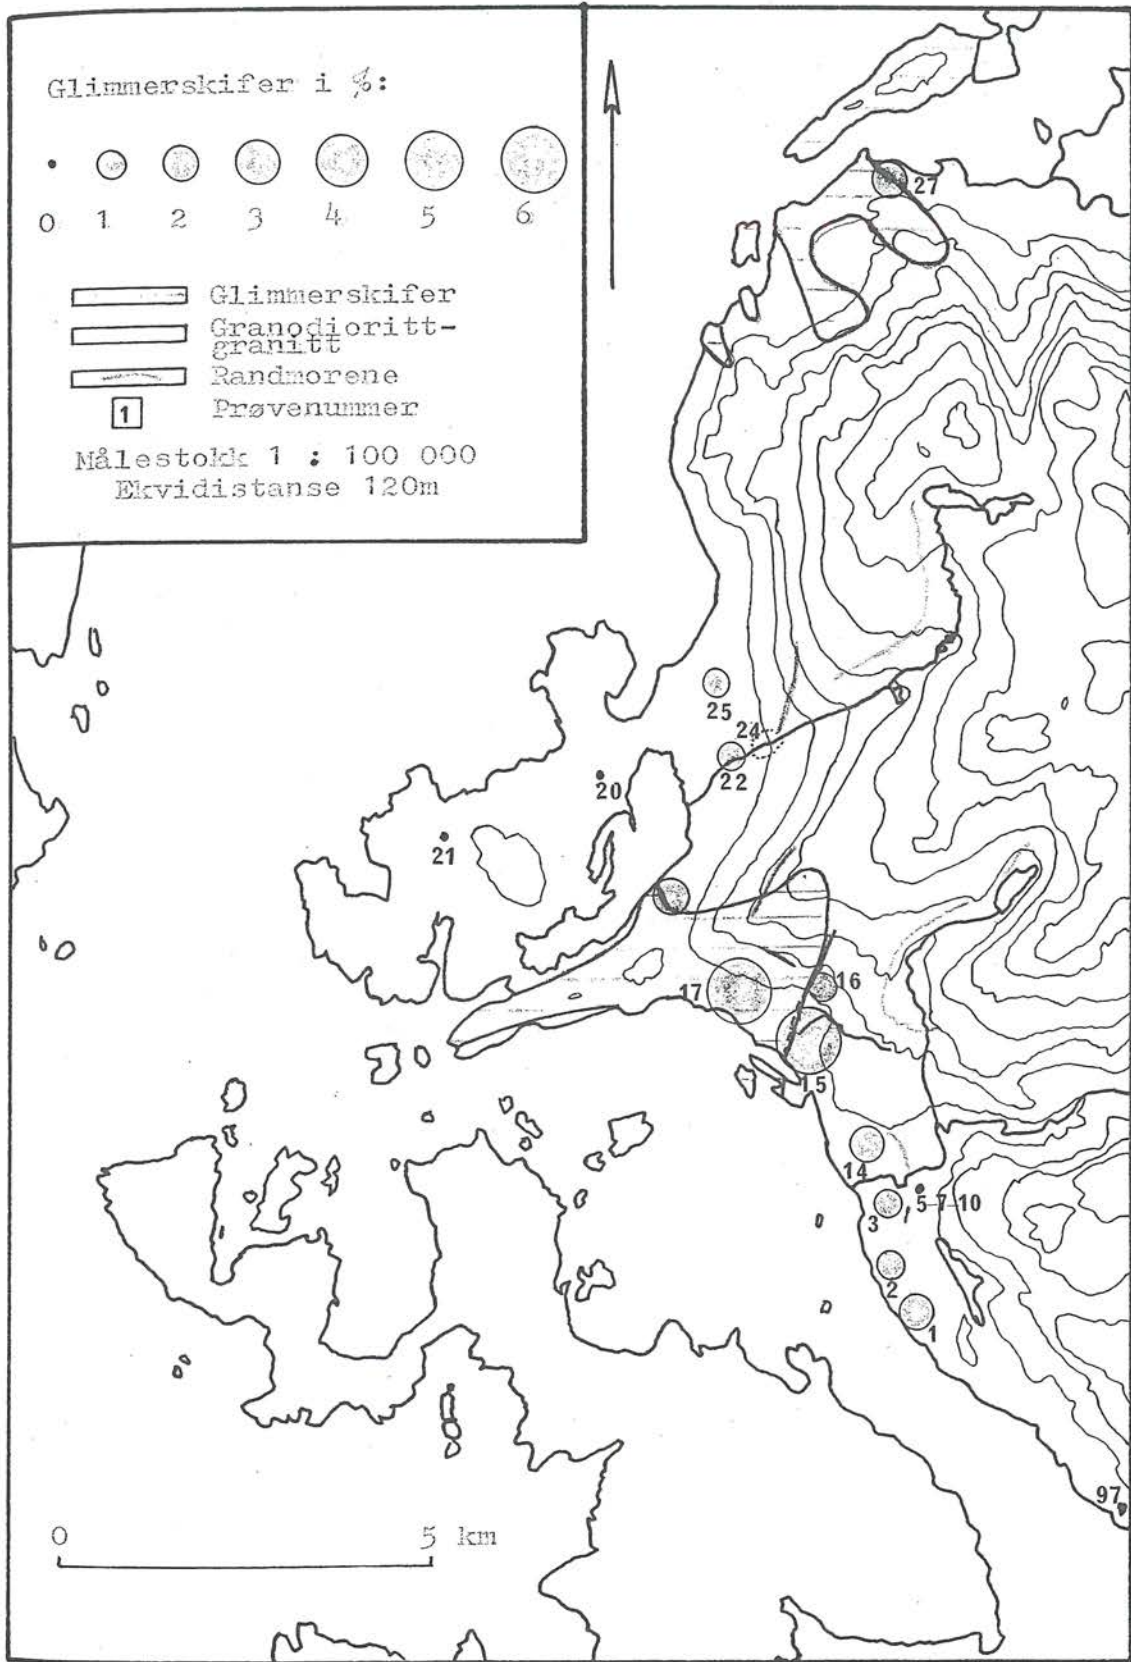 Glimmerskifer i %:
0 1 2 3 4 5 6
Glimmerskifer
Granodioritt-
granitt
Randmorene
1 Prøvenummer
Målestokk 1 : 100 000
Ekvidistanse 120m
27
25
24
22
20
21
17
16
15
14
3
5-7-10
2
1
97
0 5 km